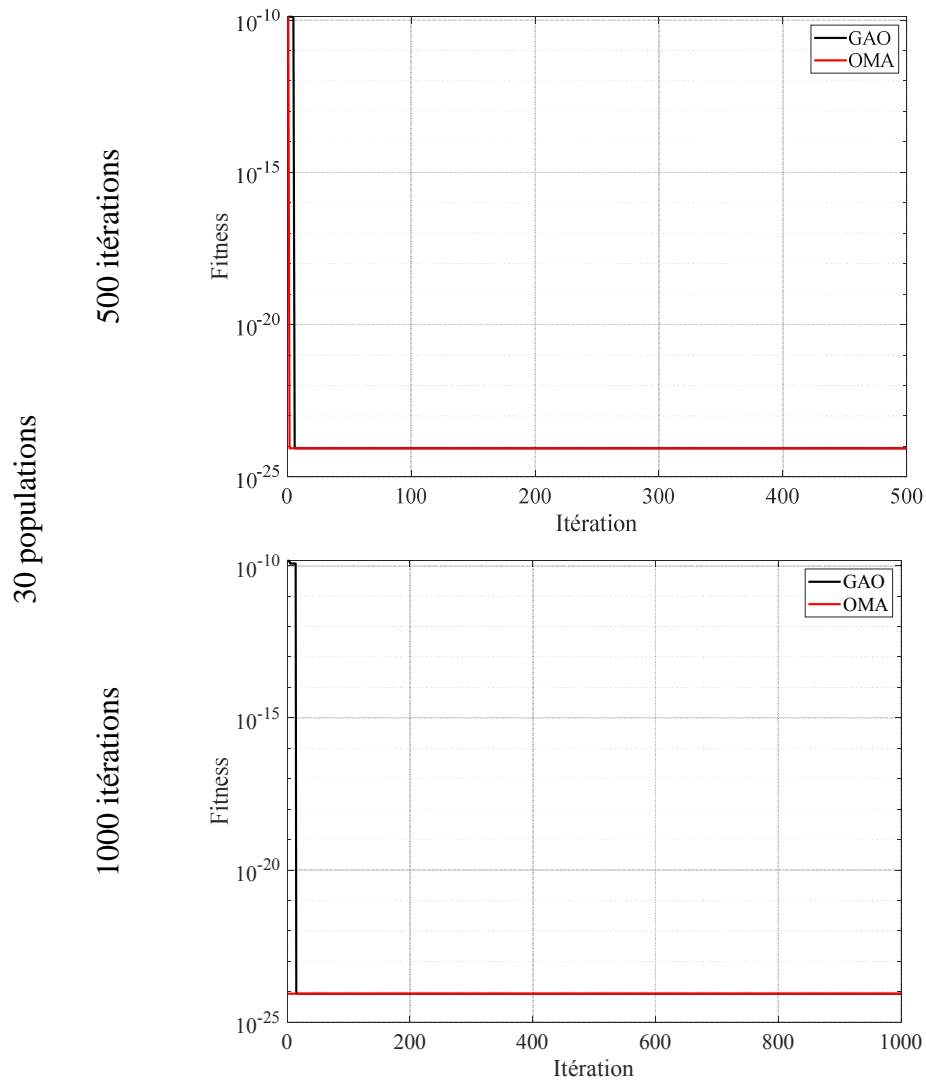 30 populations
500 itérations
Fitness
10-10
10-15
10-20
10-25
GAO
OMA
0 100 200 300 400 500
Itération
1000 itérations
Fitness
10-10
10-15
10-20
10-25
GAO
OMA
0 200 400 600 800 1000
Itération